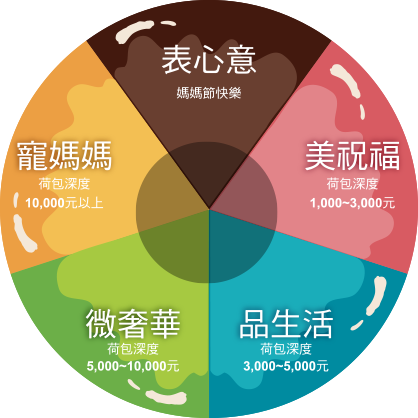 表心意
媽媽節快樂
美祝福
荷包深度
1,000~3,000元
品生活
荷包深度
3,000~5,000元
微奢華
荷包深度
5,000~10,000元
寵媽媽
荷包深度
10,000元以上